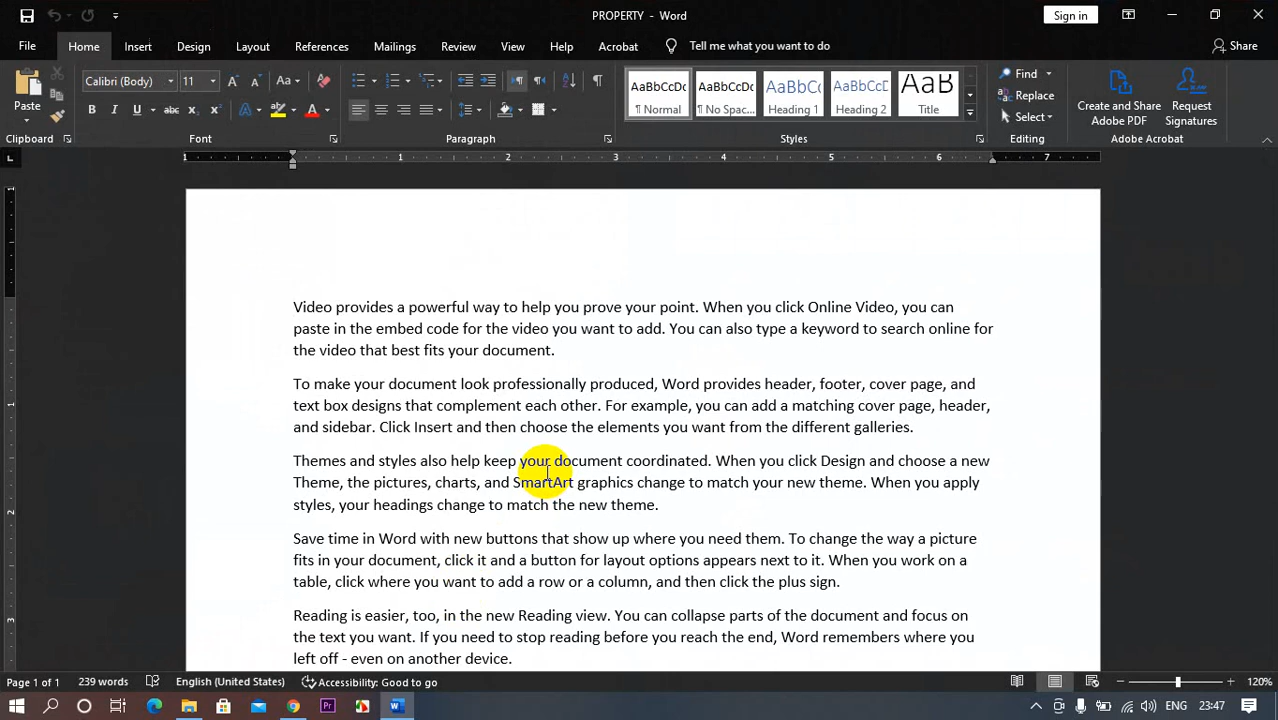 PROPERTY - Word
Sign in
File Home Insert Design Layout References Mailings Review View Help Acrobat Tell me what you want to do Share
Paste
Calibri (Body) 11
Aa
B I U abc X₂ X²
AaBbCcDc AaBbCcDc AaBbCc AaBbCcD AaB
¶ Normal ¶ No Spac... Heading 1 Heading 2 Title
Find
Replace
Select
Create and Share
Adobe PDF
Request
Signatures
Clipboard Font Paragraph Styles Editing Adobe Acrobat
1 1 2 3 4 5 6 7
Video provides a powerful way to help you prove your point. When you click Online Video, you can
paste in the embed code for the video you want to add. You can also type a keyword to search online for
the video that best fits your document.
To make your document look professionally produced, Word provides header, footer, cover page, and
text box designs that complement each other. For example, you can add a matching cover page, header,
and sidebar. Click Insert and then choose the elements you want from the different galleries.
Themes and styles also help keep your document coordinated. When you click Design and choose a new
Theme, the pictures, charts, and SmartArt graphics change to match your new theme. When you apply
styles, your headings change to match the new theme.
Save time in Word with new buttons that show up where you need them. To change the way a picture
fits in your document, click it and a button for layout options appears next to it. When you work on a
table, click where you want to add a row or a column, and then click the plus sign.
Reading is easier, too, in the new Reading view. You can collapse parts of the document and focus on
the text you want. If you need to stop reading before you reach the end, Word remembers where you
left off - even on another device.
Page 1 of 1 239 words English (United States) Accessibility: Good to go 120%
ENG 23:47